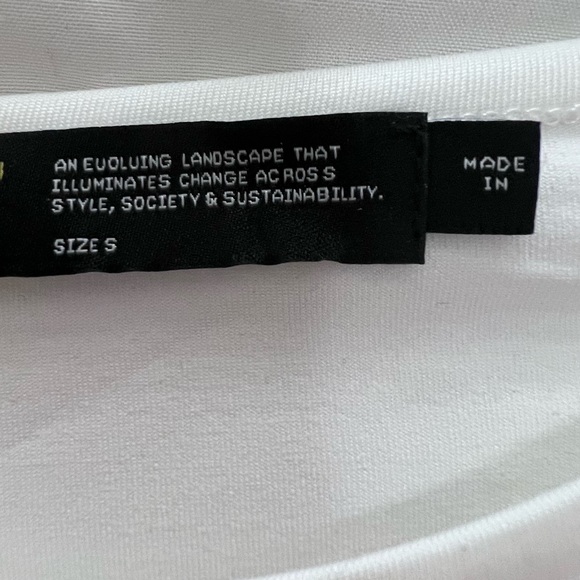 AN EVOLVING LANDSCAPE THAT
ILLUMINATES CHANGE ACROSS
STYLE, SOCIETY & SUSTAINABILITY.
SIZE S
MADE
IN